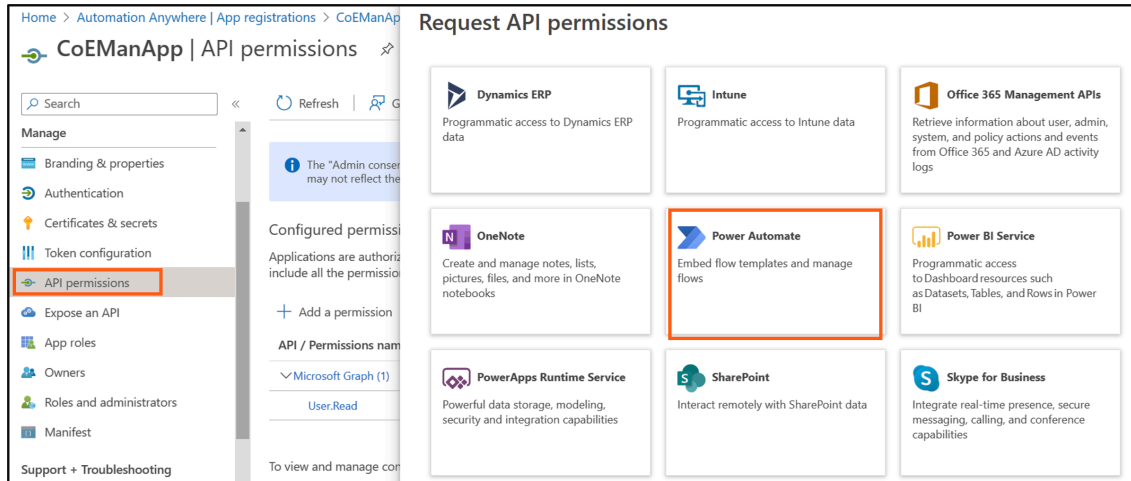 Home > Automation Anywhere | App registrations > CoEManAp
CoEManApp | API permissions
Search
«
Refresh
G
Manage
Branding & properties
Authentication
Certificates & secrets
Token configuration
API permissions
Expose an API
App roles
Owners
Roles and administrators
Manifest
Support + Troubleshooting
The "Admin conser
may not reflect the
Configured permissi
Applications are authoriz
include all the permissio
Add a permission
API / Permissions nam
Microsoft Graph (1)
User.Read
To view and manage con
Request API permissions
Dynamics ERP
Programmatic access to Dynamics ERP
data
Intune
Programmatic access to Intune data
Office 365 Management APIs
Retrieve information about user, admin,
system, and policy actions and events
from Office 365 and Azure AD activity
logs
OneNote
Create and manage notes, lists,
pictures, files, and more in OneNote
notebooks
Power Automate
Embed flow templates and manage
flows
Power BI Service
Programmatic access
to Dashboard resources such
as Datasets, Tables, and Rows in Power
BI
PowerApps Runtime Service
Powerful data storage, modeling,
security and integration capabilities
SharePoint
Interact remotely with SharePoint data
Skype for Business
Integrate real-time presence, secure
messaging, calling, and conference
capabilities